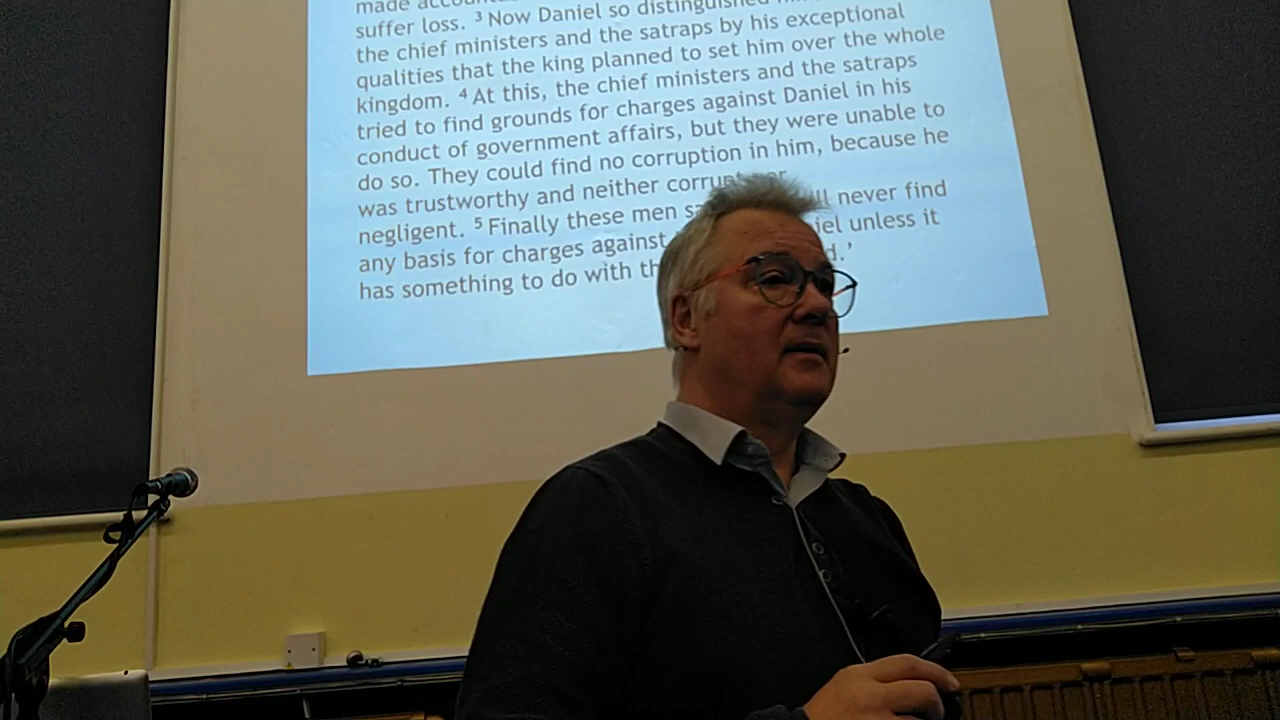 made
suffer loss. ³ Now Daniel so distinguished
the chief ministers and the satraps by his exceptional
qualities that the king planned to set him over the whole
kingdom. ⁴ At this, the chief ministers and the satraps
tried to find grounds for charges against Daniel in his
conduct of government affairs, but they were unable to
do so. They could find no corruption in him, because he
was trustworthy and neither corrupt or
negligent. ⁵ Finally these men never find
any basis for charges against unless it
has something to do with